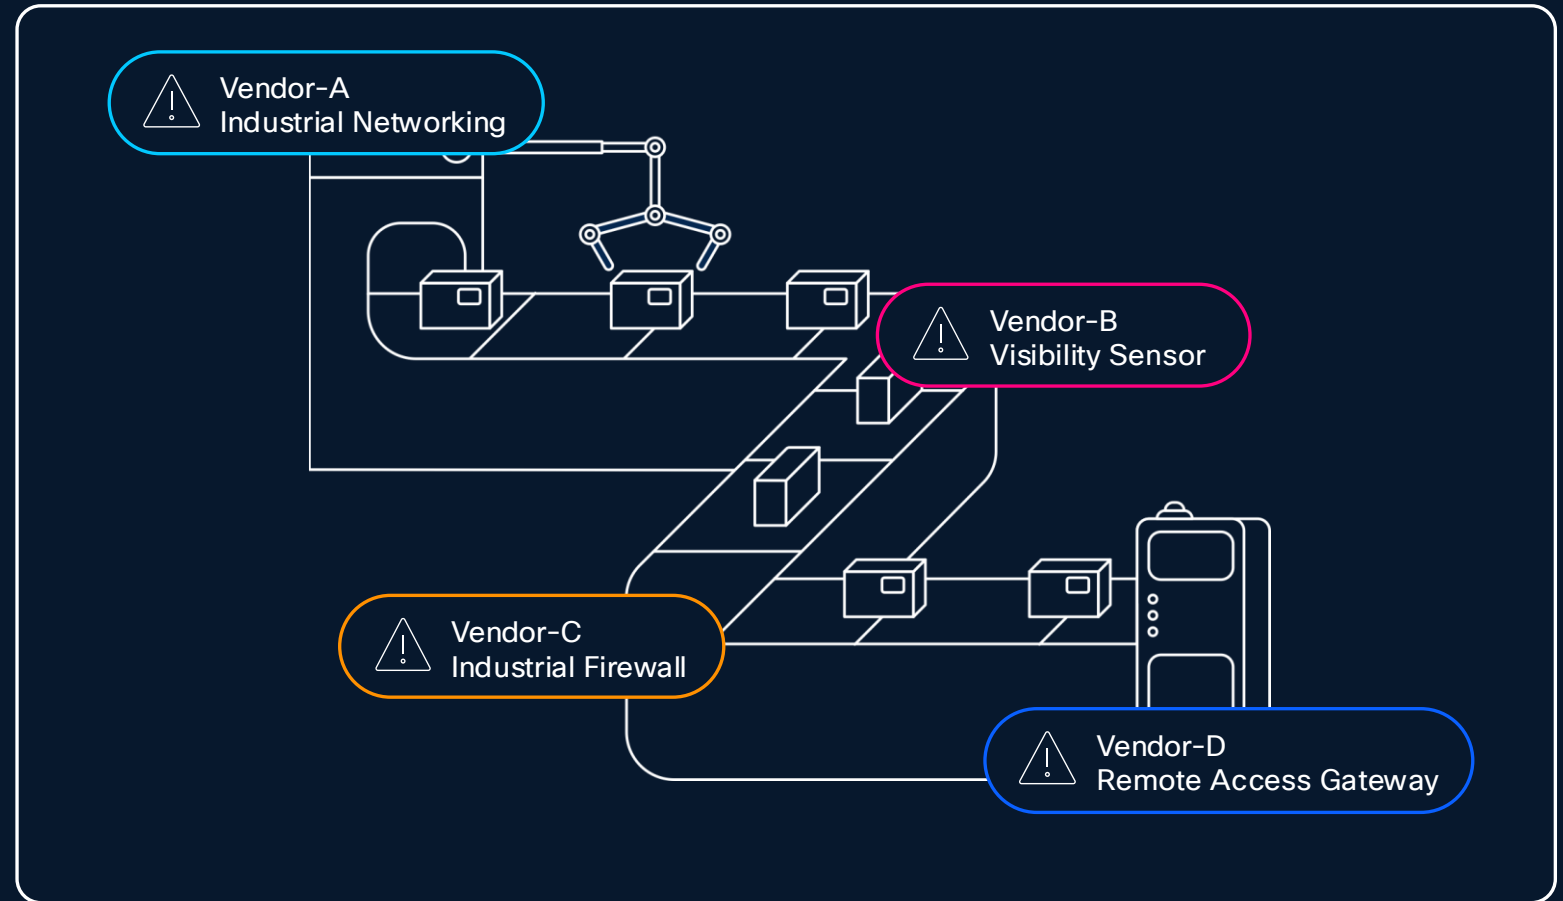 Vendor-A
Industrial Networking
Vendor-B
Visibility Sensor
Vendor-C
Industrial Firewall
Vendor-D
Remote Access Gateway